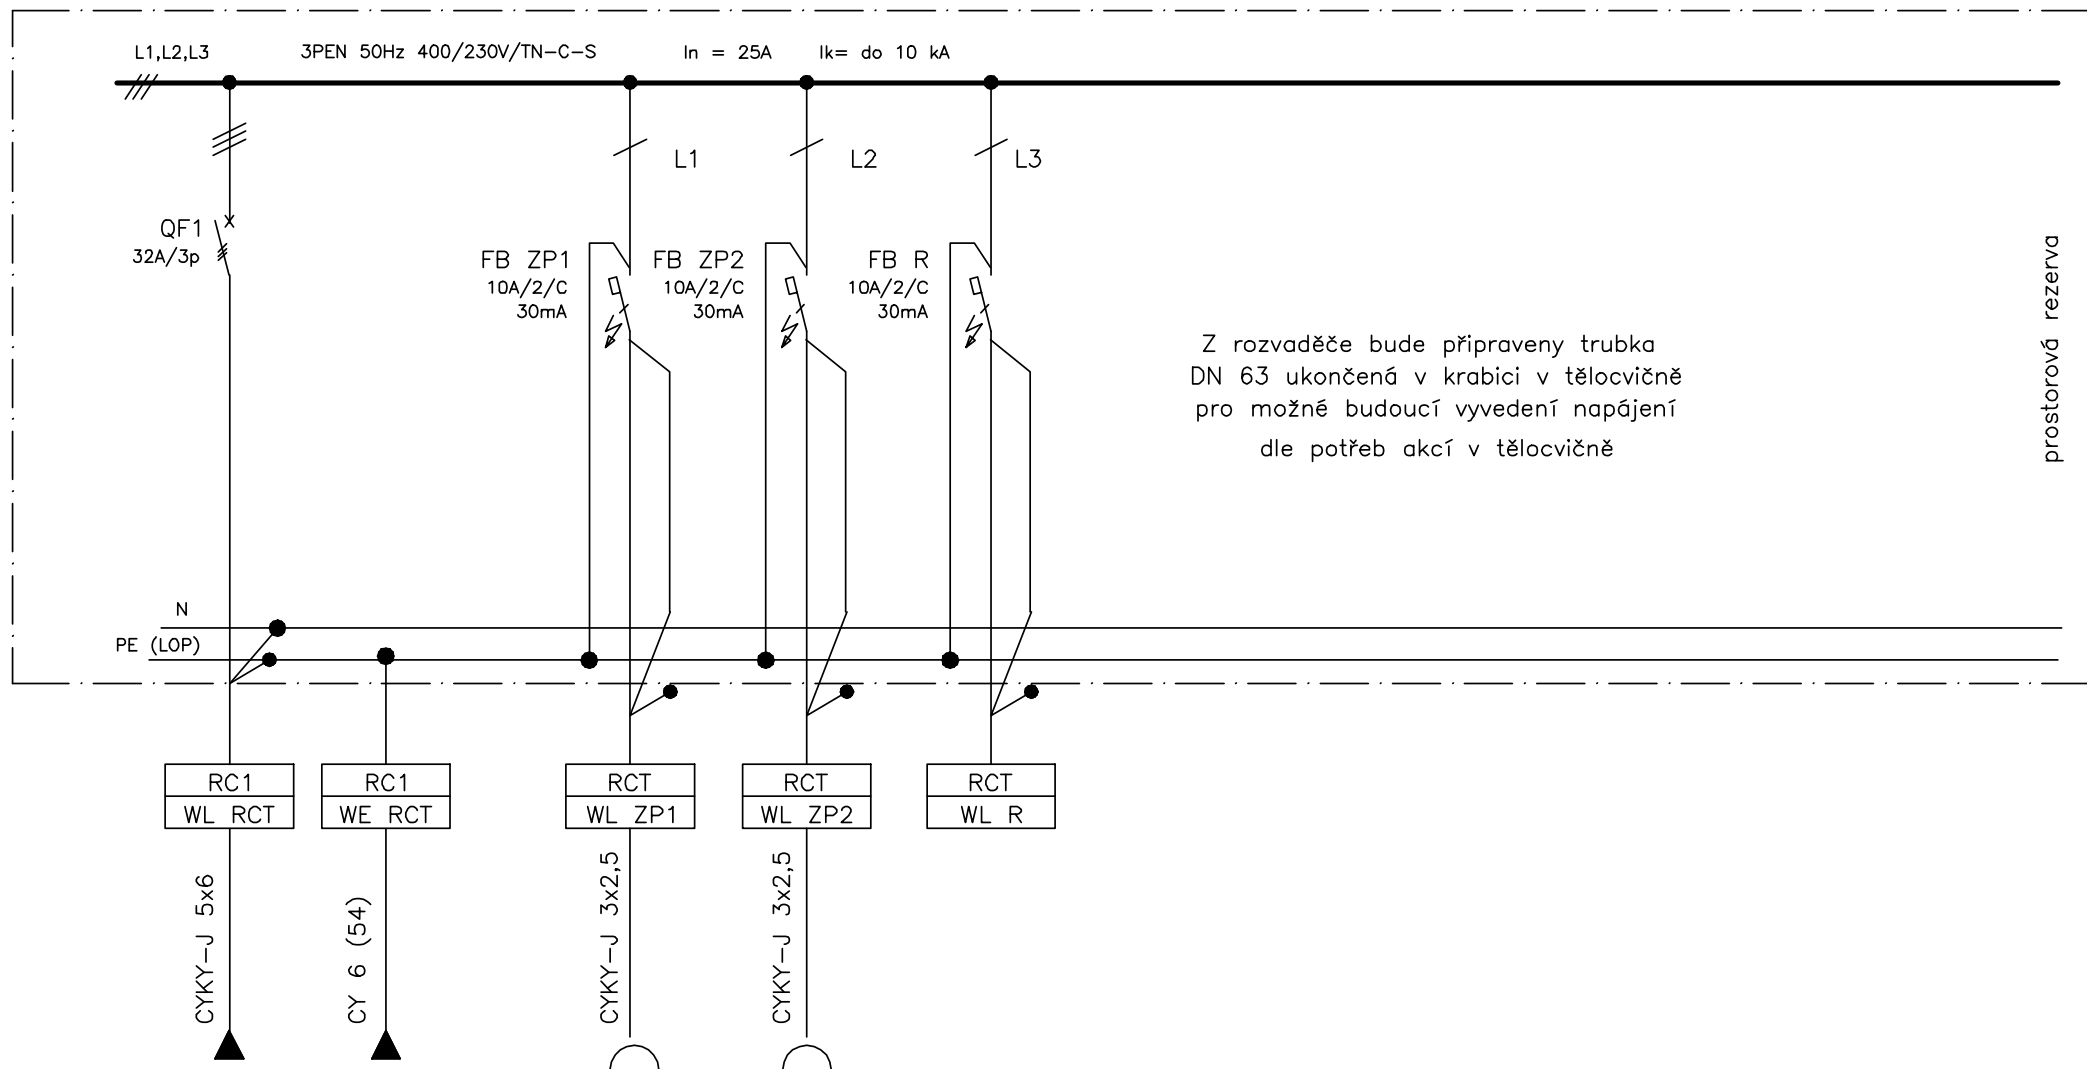 L1,L2,L3 3PEN 50Hz 400/230V/TN-C-S In = 25A Ik= do 10 kA
L1
L2
L3
QF1
32A/3p
FB ZP1
10A/2/C
30mA
FB ZP2
10A/2/C
30mA
FB R
10A/2/C
30mA
Z rozvaděče bude připraveny trubka
DN 63 ukončená v krabici v tělocvičně
pro možné budoucí vyvedení napájení
dle potřeb akcí v tělocvičně
prostorová rezerva
N
PE (LOP)
RC1
WL RCT
RC1
WE RCT
RCT
WL ZP1
RCT
WL ZP2
RCT
WL R
CYKY-J 5x6
CY 6 (54)
CYKY-J 3x2,5
CYKY-J 3x2,5